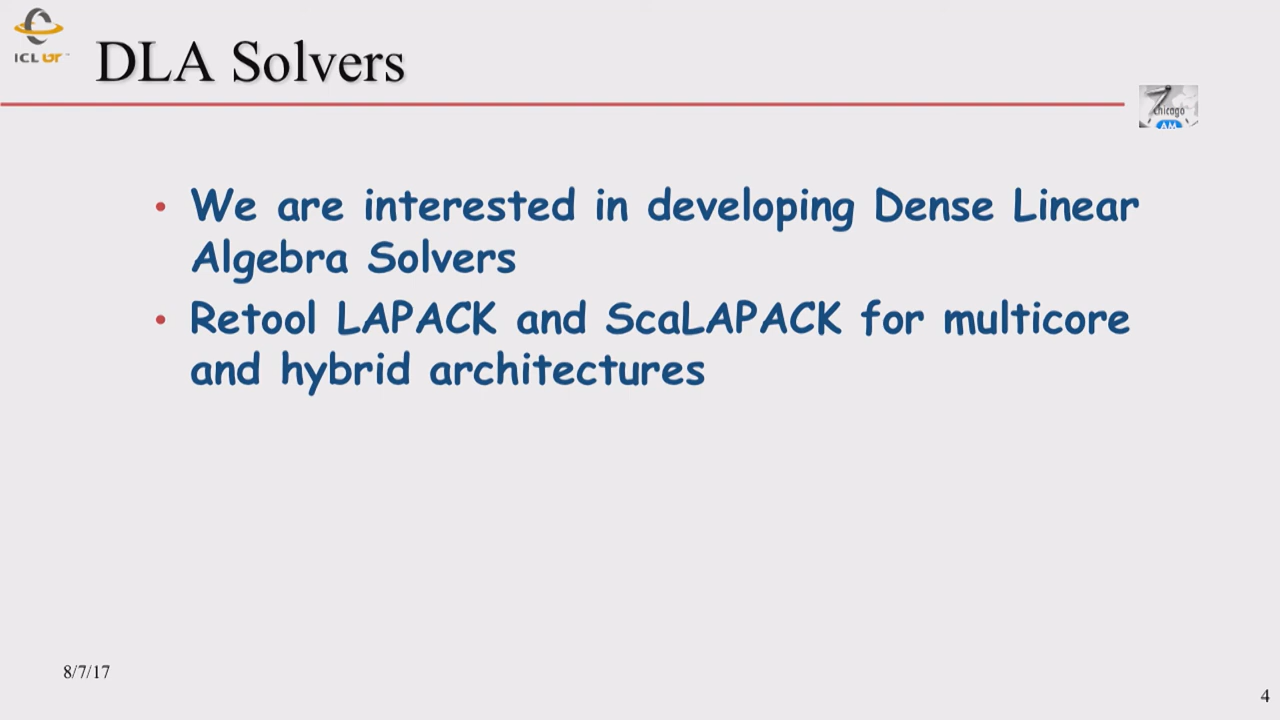 ICL UT
DLA Solvers
chicago
AM
• We are interested in developing Dense Linear
Algebra Solvers
• Retool LAPACK and ScaLAPACK for multicore
and hybrid architectures
8/7/17
4